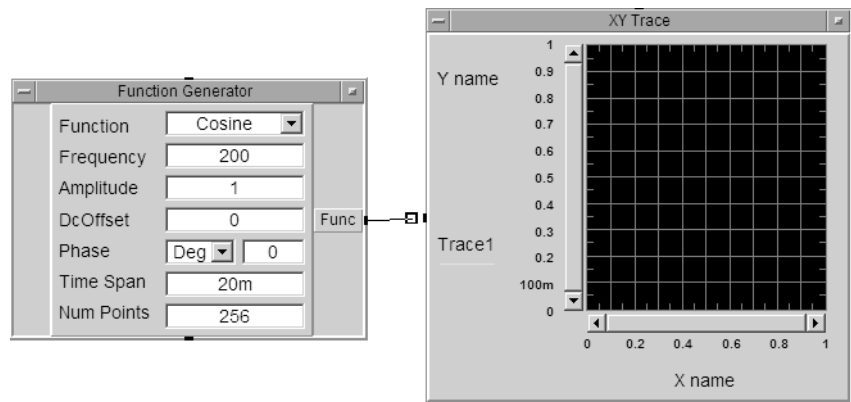 Function Generator
Function Cosine
Frequency 200
Amplitude 1
DcOffset 0
Phase Deg 0
Time Span 20m
Num Points 256
Func
XY Trace
Y name
Trace1
1
0.9
0.8
0.7
0.6
0.5
0.4
0.3
0.2
100m
0
0 0.2 0.4 0.6 0.8 1
X name